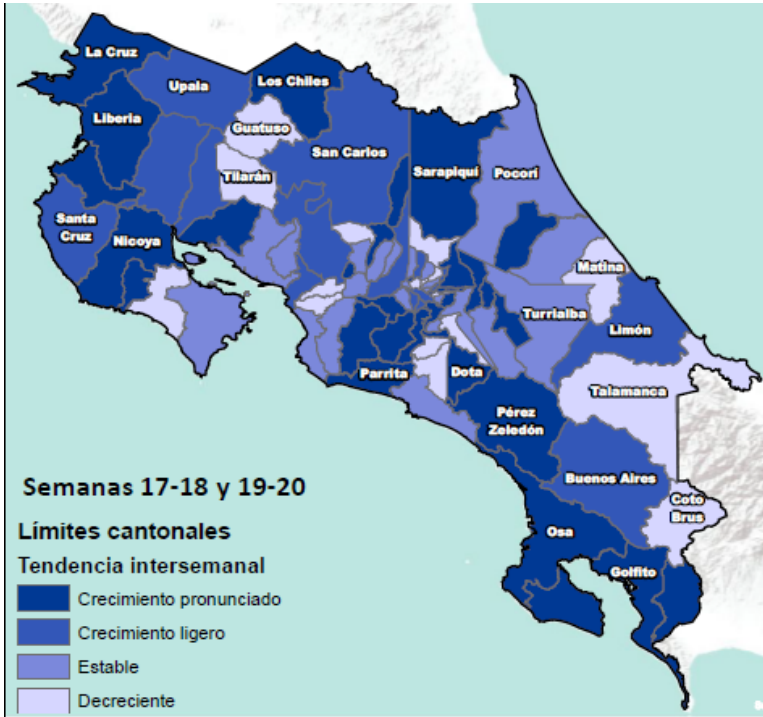 La Cruz
Upala
Los Chiles
Liberia
Guatuso
San Carlos
Sarapiquí
Pocorí
Tilarán
Santa
Cruz
Nicoya
Matina
Turrialba
Limón
Parrita
Dota
Talamanca
Pérez
Zeledón
Buenos Aires
Coto
Brus
Osa
Golfito
Semanas 17-18 y 19-20
Límites cantonales
Tendencia intersemanal
Crecimiento pronunciado
Crecimiento ligero
Estable
Decreciente